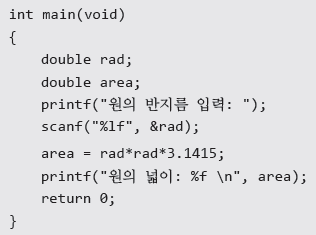 int main(void)
{
    double rad;
    double area;
    printf("원의 반지름 입력: ");
    scanf("%lf", &rad);
    area = rad*rad*3.1415;
    printf("원의 넓이: %f \n", area);
    return 0;
}